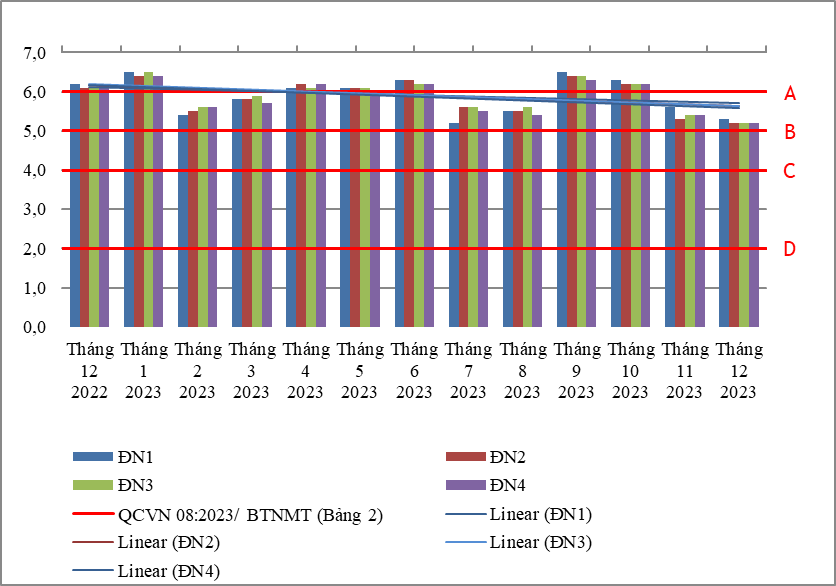 7,0
6,0
5,0
4,0
3,0
2,0
1,0
0,0
A
B
C
D
Tháng 12 2022
Tháng 1 2023
Tháng 2 2023
Tháng 3 2023
Tháng 4 2023
Tháng 5 2023
Tháng 6 2023
Tháng 7 2023
Tháng 8 2023
Tháng 9 2023
Tháng 10 2023
Tháng 11 2023
Tháng 12 2023
ĐN1
ĐN2
ĐN3
ĐN4
QCVN 08:2023/ BTNMT (Bảng 2)
Linear (ĐN1)
Linear (ĐN2)
Linear (ĐN3)
Linear (ĐN4)